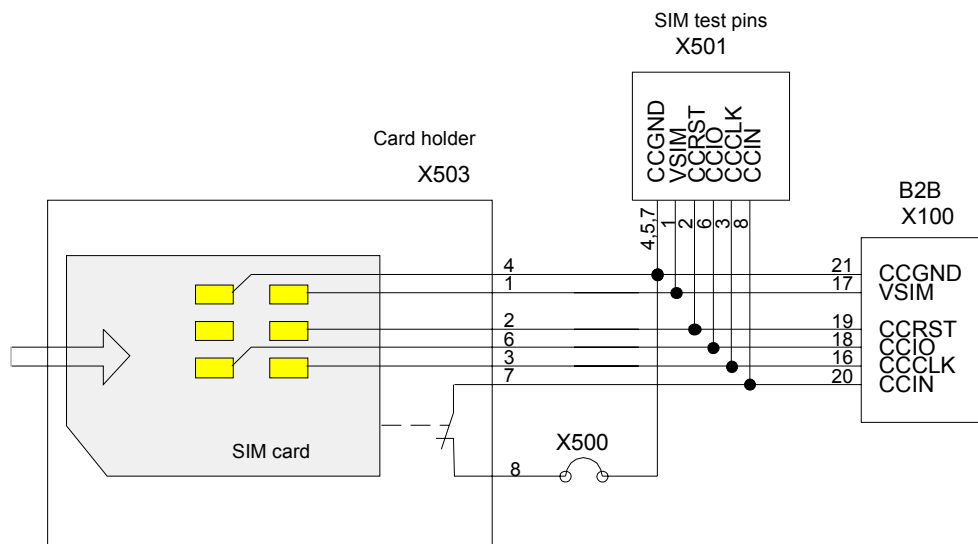 SIM test pins
X501
CCGND
VSIM
CCRST
CCIO
CCCLK
CCIN
4,5,7
1
2
6
3
8
Card holder
X503
B2B
X100
4
1
2
6
3
7
8
21
17
19
18
16
20
CCGND
VSIM
CCRST
CCIO
CCCLK
CCIN
SIM card
X500